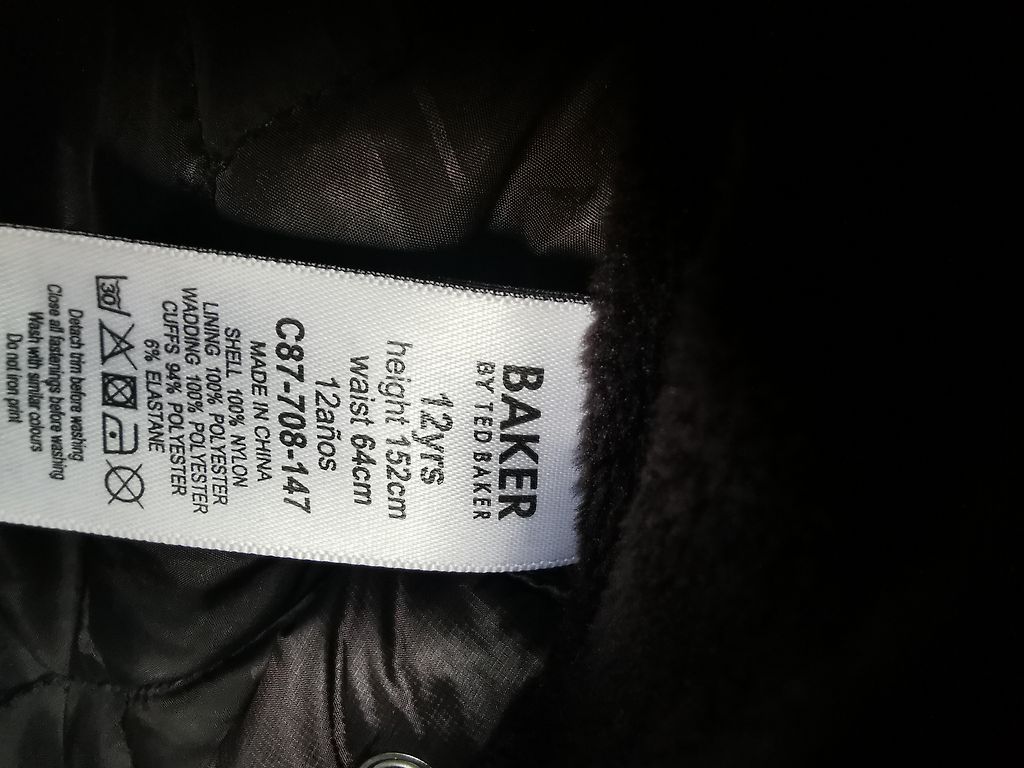 BAKER
BY TED BAKER
12yrs
height 152cm
waist 64cm
12años
C87-708-147
MADE IN CHINA
SHELL 100% NYLON
LINING 100% POLYESTER
WADDING 100% POLYESTER
CUFFS 94% POLYESTER
6% ELASTANE
30
Detach trim before washing
Close all fastenings before washing
Wash with similar colours
Do not iron print